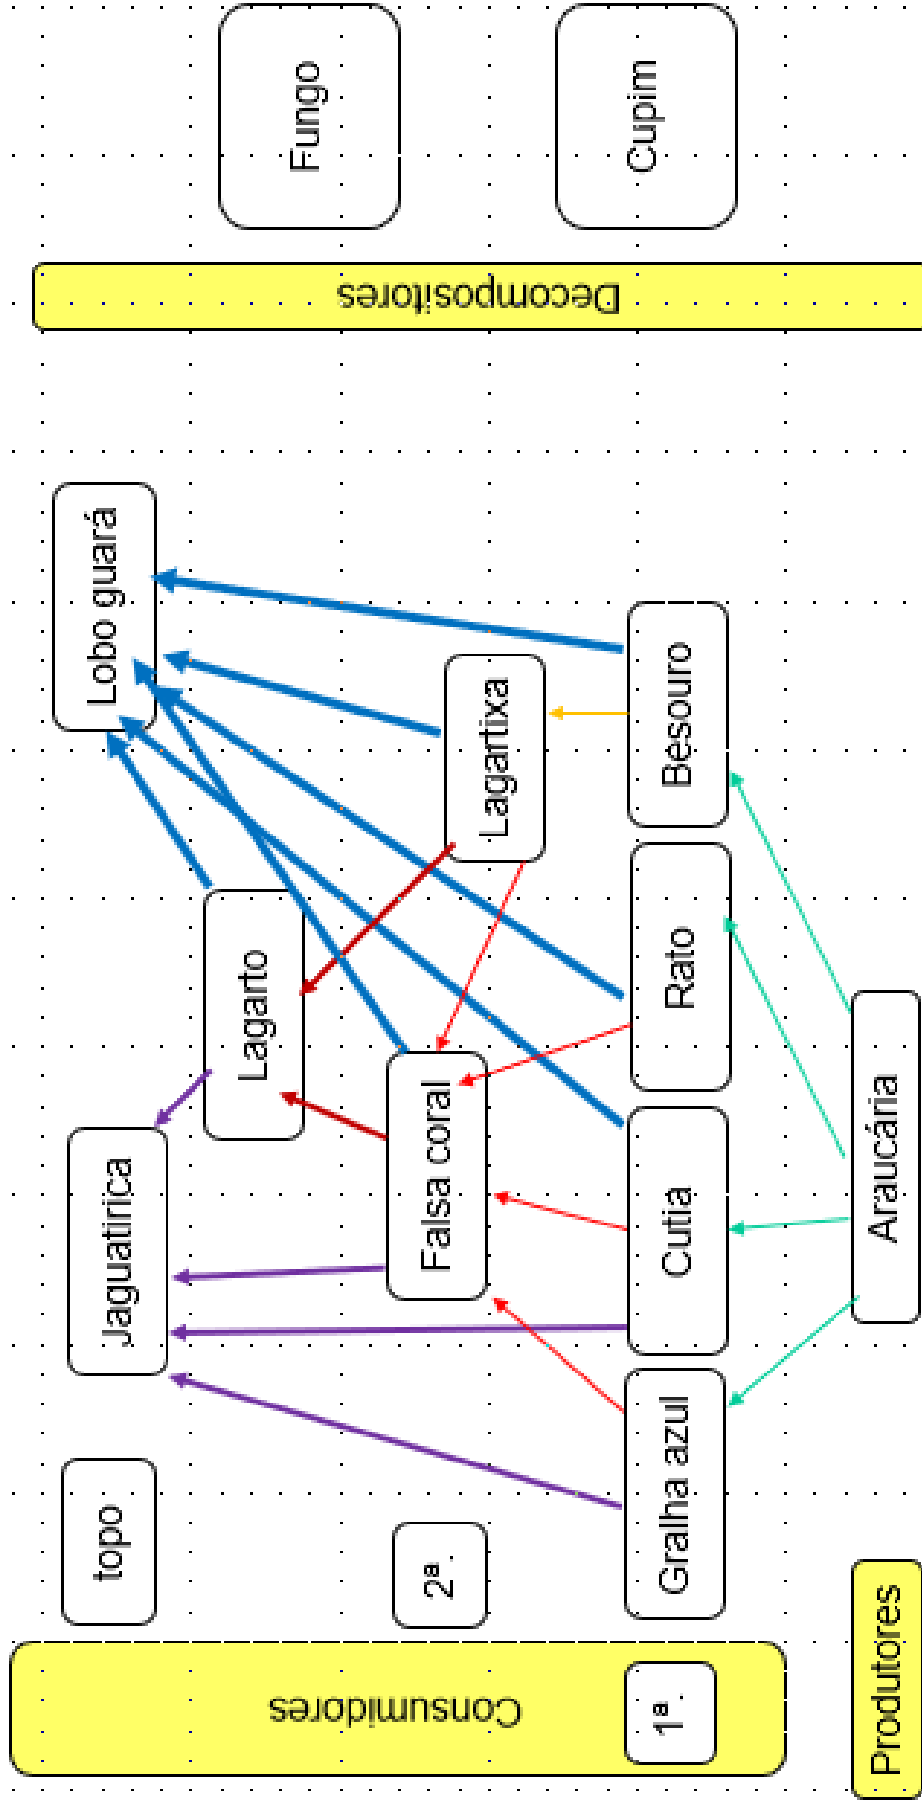 topo
Jaguatirica
Lobo guará
Lagarto
Consumidores
2ª.
Falsa coral
Lagartixa
1ª.
Gralha azul
Cutia
Rato
Besouro
Produtores
Araucária
Decompositores
Fungo
Cupim